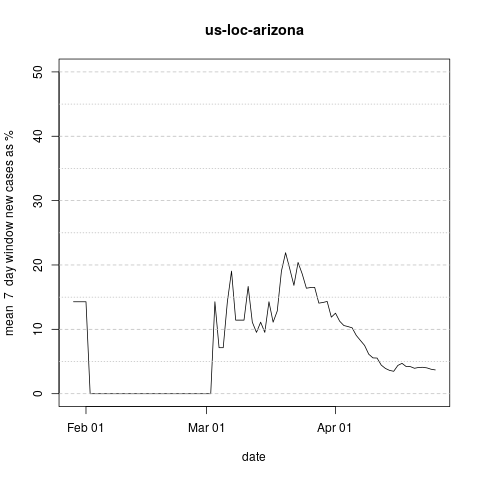 us-loc-arizona
mean 7 day window new cases as %
50
40
30
20
10
0
Feb 01
Mar 01
Apr 01
date